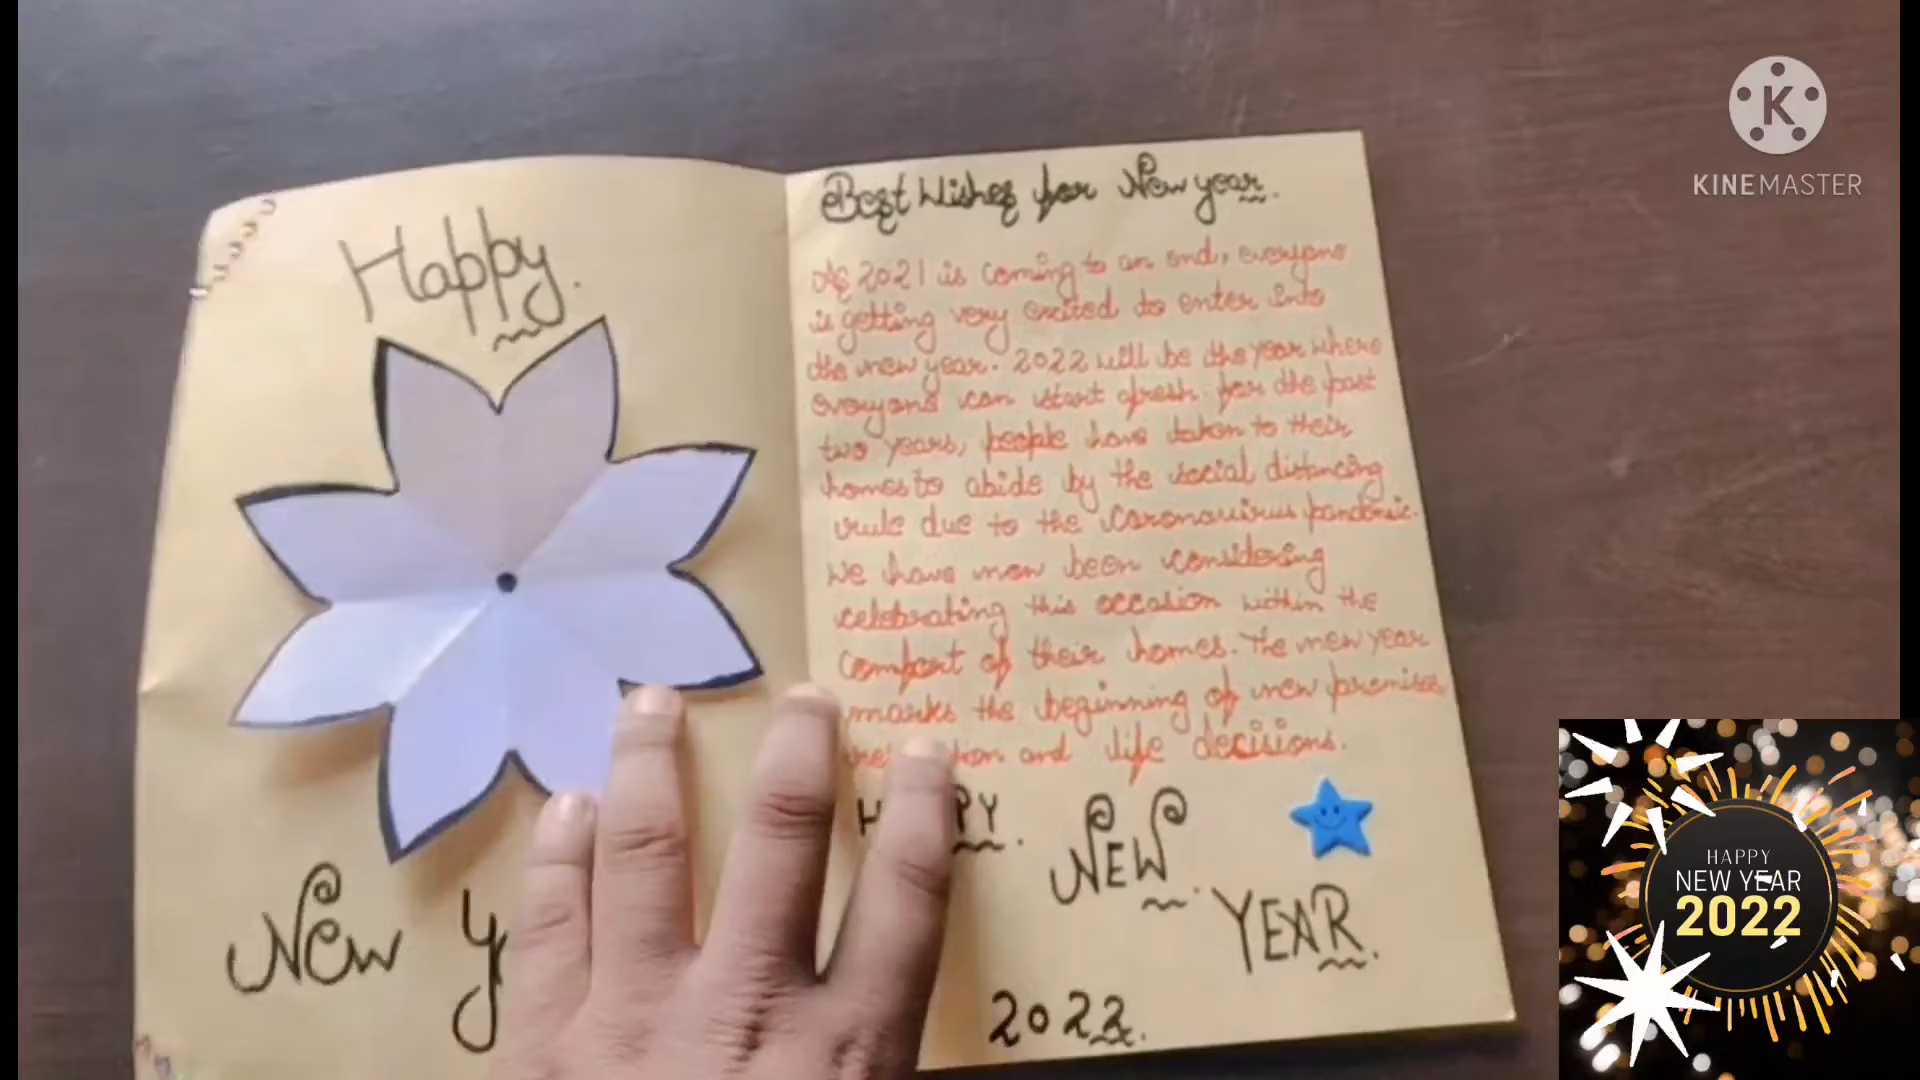 Happy.
New Y
Best Wishes for New year.
As 2021 is coming to an end, everyone
is getting very excited to enter into
the new year. 2022 will be the year where
everyone can start fresh. for the past
two years, people have taken to their
homes to abide by the social distancing
rule due to the coronavirus pandemic.
We have now been considering
celebrating this occasion within the
comfort of their homes. The new year
marks the beginning of new promises
and life decisions.
H PY.
NEW.
YEAR.
2022.
KINEMASTER
HAPPY
NEW YEAR
2022